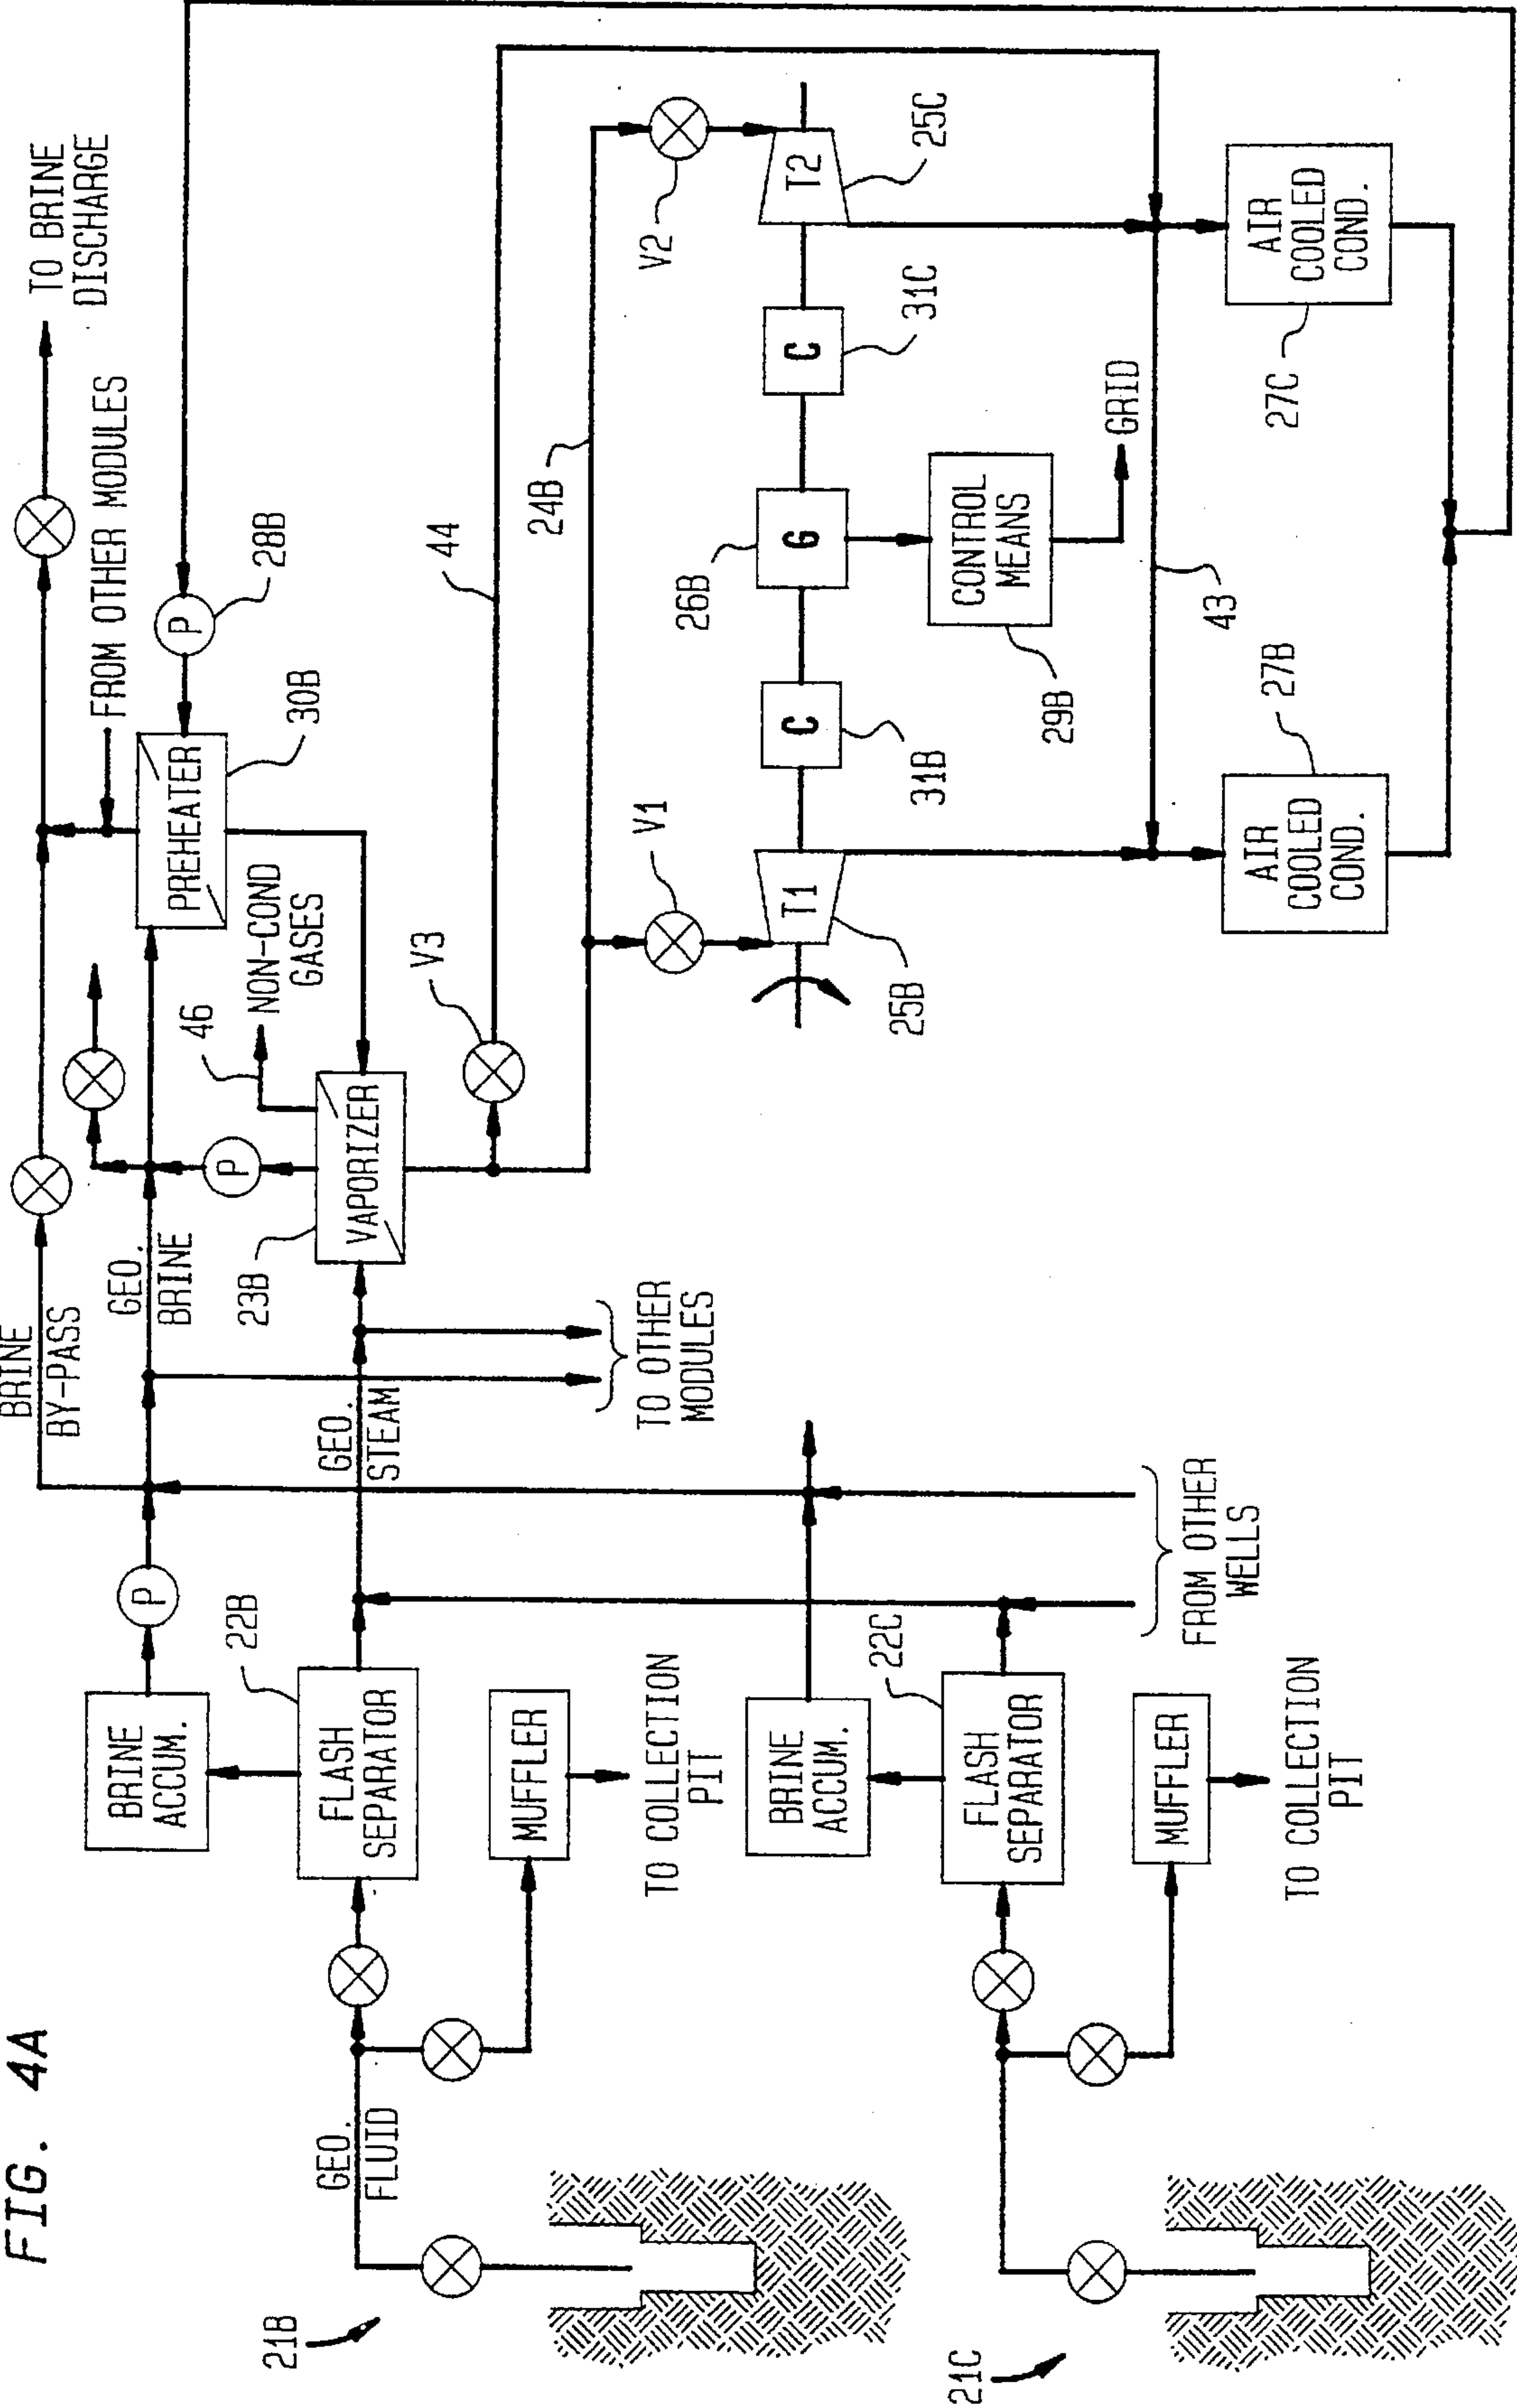 FIG. 4A
21B
GEO.
FLUID
BRINE
ACCUM.
P
22B
FLASH
SEPARATOR
MUFFLER
TO COLLECTION
PIT
BRINE
BY-PASS
GEO.
BRINE
GEO.
STEAM
TO OTHER
MODULES
23B
VAPORIZER
P
46
NON-COND
GASES
PREHEATER
30B
FROM OTHER MODULES
TO BRINE
DISCHARGE
P
28B
V3
44
24B
V1
V2
T1
25B
C
31B
G
26B
C
31C
T2
25C
CONTROL
MEANS
29B
GRID
43
AIR
COOLED
COND.
27B
AIR
COOLED
COND.
27C
21C
BRINE
ACCUM.
22C
FLASH
SEPARATOR
MUFFLER
TO COLLECTION
PIT
FROM OTHER
WELLS